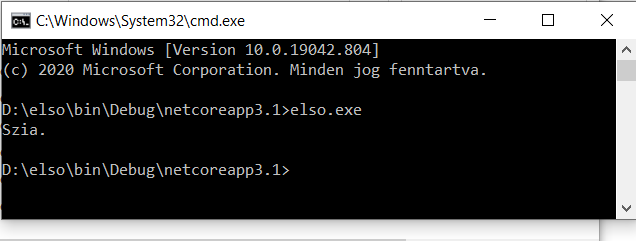 C:\Windows\System32\cmd.exe
Microsoft Windows [Version 10.0.19042.804]
(c) 2020 Microsoft Corporation. Minden jog fenntartva.
D:\elso\bin\Debug\netcoreapp3.1>elso.exe
Szia.
D:\elso\bin\Debug\netcoreapp3.1>